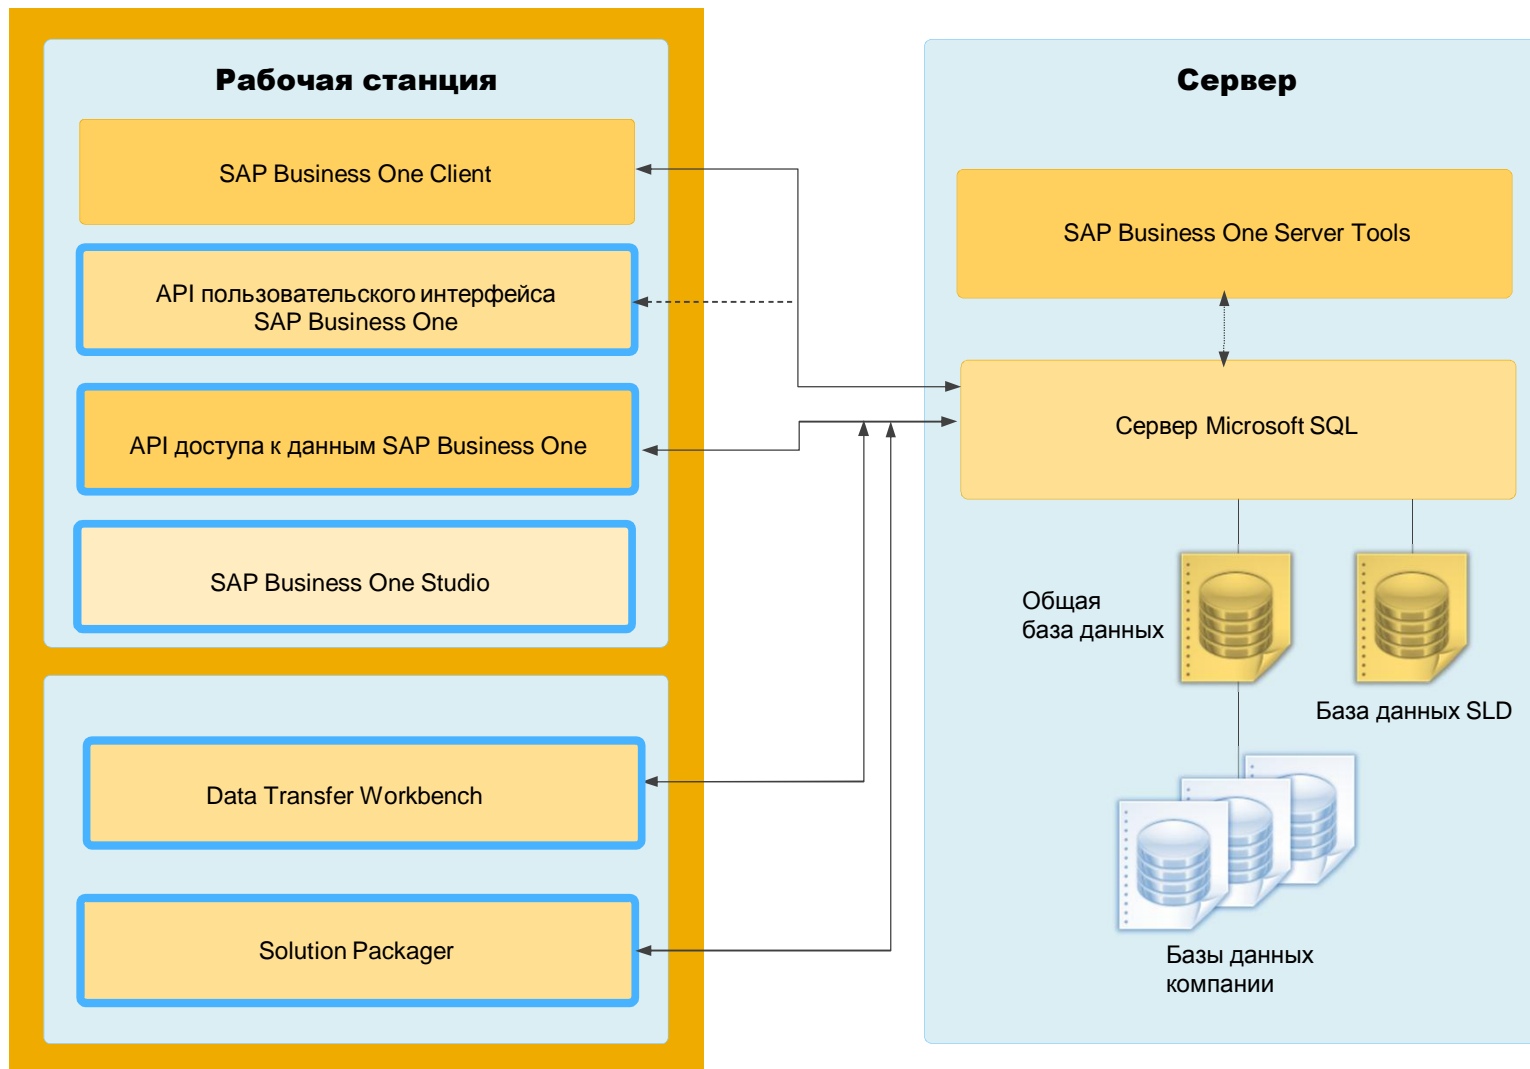 Рабочая станция
SAP Business One Client
API пользовательского интерфейса
SAP Business One
API доступа к данным SAP Business One
SAP Business One Studio
Data Transfer Workbench
Solution Packager
Сервер
SAP Business One Server Tools
Сервер Microsoft SQL
Общая
база данных
База данных SLD
Базы данных
компании